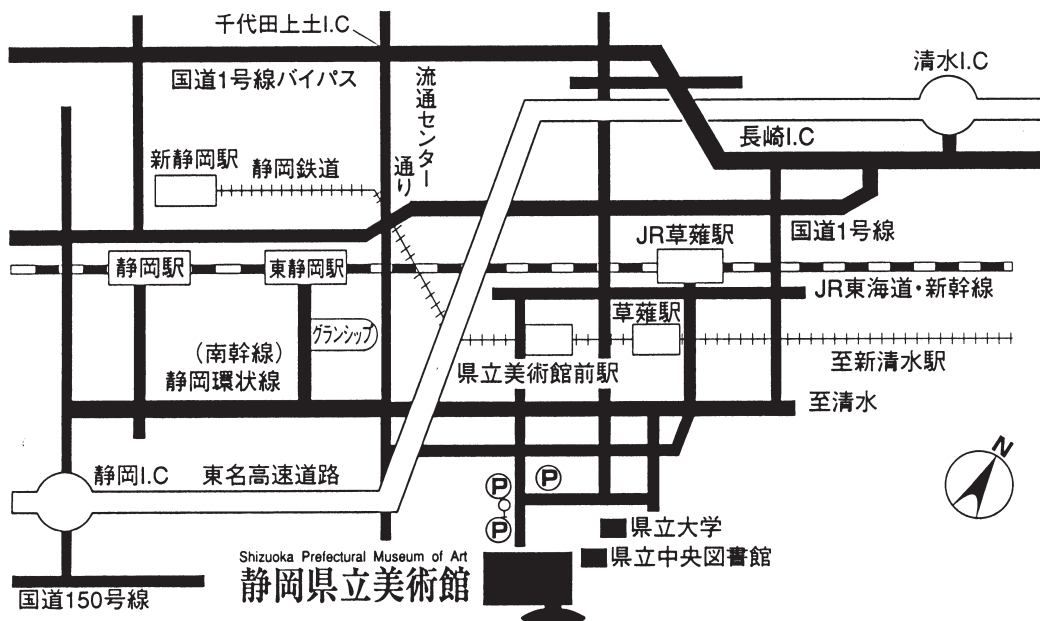 千代田上土I.C
国道1号線バイパス
流通センター
通り
清水I.C
長崎I.C
新静岡駅
静岡鉄道
国道1号線
JR草薙駅
静岡駅
東静岡駅
JR東海道・新幹線
グランシップ
草薙駅
(南幹線)
静岡環状線
県立美術館前駅
至新清水駅
至清水
N
静岡I.C
東名高速道路
P
P
P
県立大学
県立中央図書館
Shizuoka Prefectural Museum of Art
静岡県立美術館
国道150号線